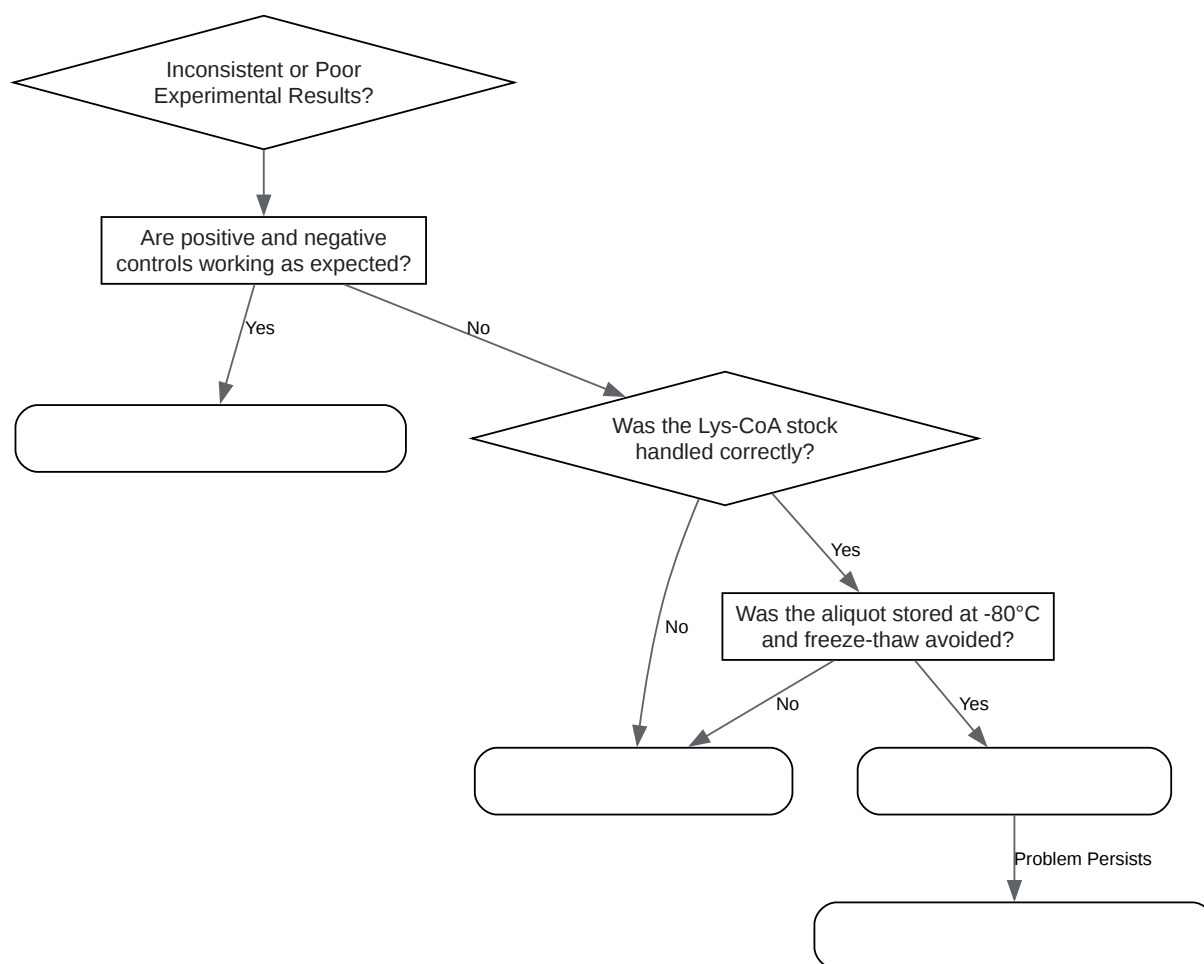 Inconsistent or Poor
Experimental Results?
Are positive and negative
controls working as expected?
Yes
No
Was the Lys-CoA stock
handled correctly?
Yes
No
Was the aliquot stored at -80°C
and freeze-thaw avoided?
No
Yes
Problem Persists